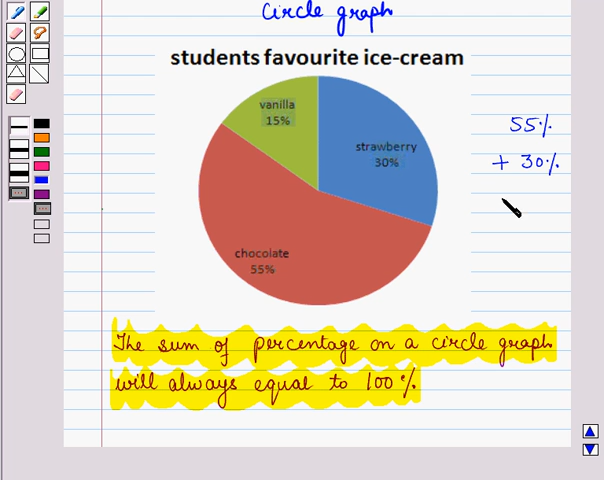 Circle graph
students favourite ice-cream
vanilla
15%
strawberry
30%
55%
+ 30%
chocolate
55%
The sum of percentage on a circle graph
will always equal to 100%.